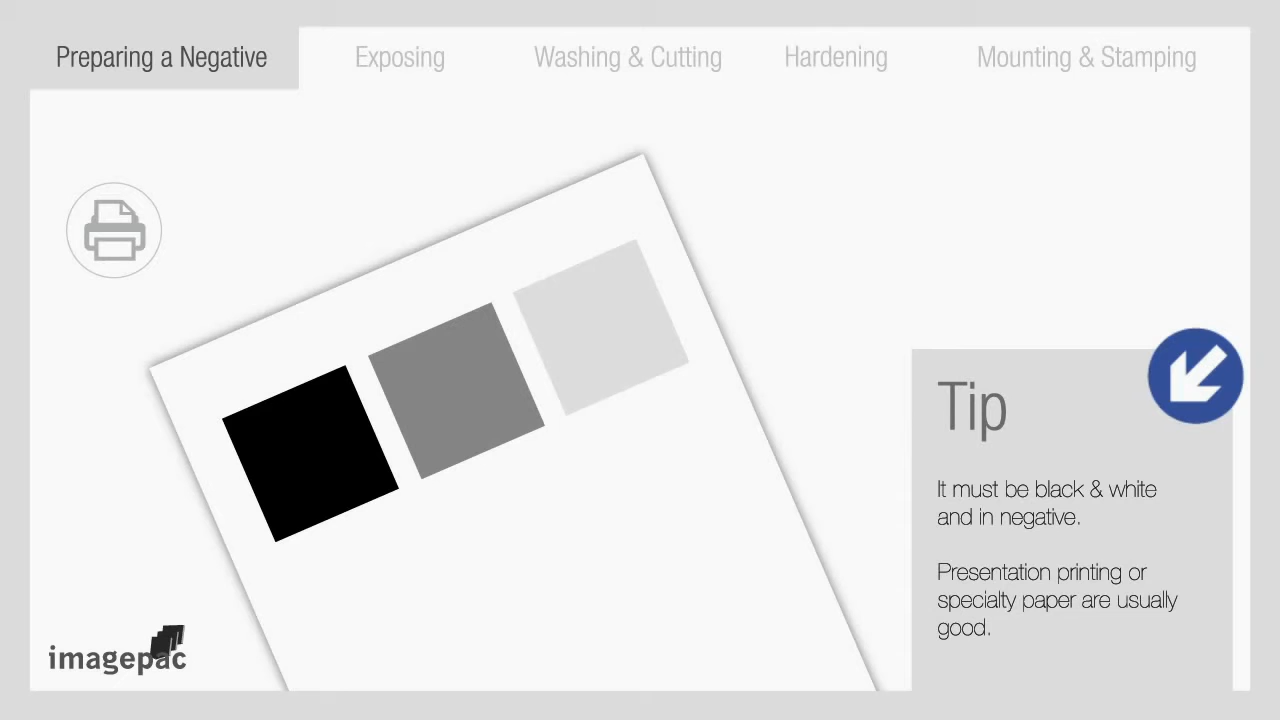 Preparing a Negative
Exposing
Washing & Cutting
Hardening
Mounting & Stamping
Tip
It must be black & white
and in negative.
Presentation printing or
specialty paper are usually
good.
imagepac